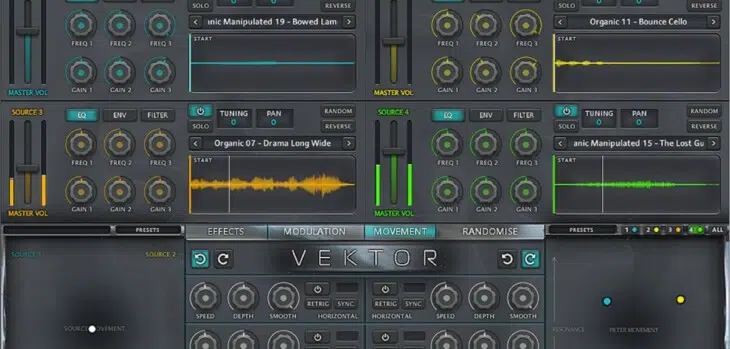 SOLO REVERSE
anic Manipulated 19 - Bowed Lam
START
FREQ 1 FREQ 2 FREQ 3
GAIN 1 GAIN 2 GAIN 3
MASTER VOL
SOLO REVERSE
Organic 11 - Bounce Cello
START
FREQ 1 FREQ 2 FREQ 3
GAIN 1 GAIN 2 GAIN 3
MASTER VOL
SOURCE 3 EQ ENV FILTER TUNING PAN RANDOM
0 0
SOLO REVERSE
Organic 07 - Drama Long Wide
START
FREQ 1 FREQ 2 FREQ 3
GAIN 1 GAIN 2 GAIN 3
MASTER VOL
SOURCE 4 EQ ENV FILTER TUNING PAN RANDOM
0 0
SOLO REVERSE
anic Manipulated 15 - The Lost Gu
START
FREQ 1 FREQ 2 FREQ 3
GAIN 1 GAIN 2 GAIN 3
MASTER VOL
PRESETS
SOURCE 1 SOURCE 2
SOURCE MOVEMENT
EFFECTS MODULATION MOVEMENT RANDOMISE
VEKTOR
RETRIG SYNC RETRIG SYNC
SPEED DEPTH SMOOTH HORIZONTAL HORIZONTAL SPEED DEPTH SMOOTH
PRESETS 1 2 3 4 ALL
RESONANCE FILTER MOVEMENT